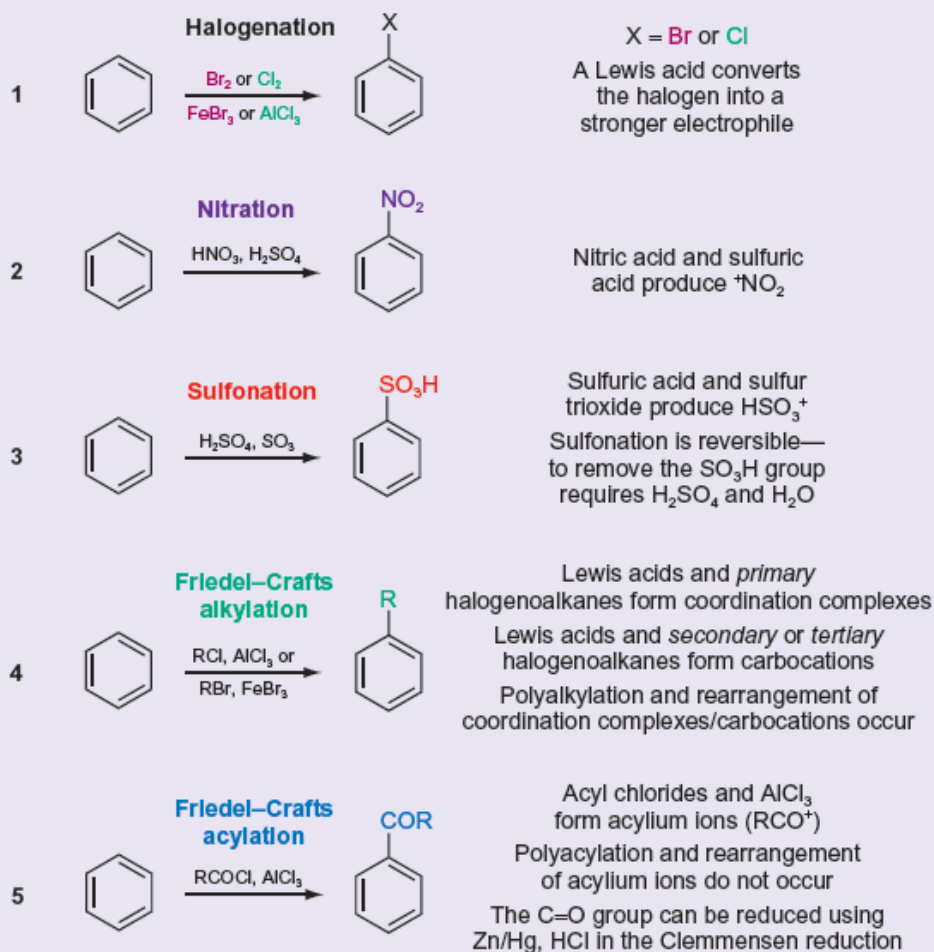 Halogenation
X
X = Br or Cl
1
Br₂ or Cl₂
FeBr₃ or AlCl₃
A Lewis acid converts
the halogen into a
stronger electrophile
Nitration
NO₂
2
HNO₃, H₂SO₄
Nitric acid and sulfuric
acid produce ⁺NO₂
Sulfonation
SO₃H
3
H₂SO₄, SO₃
Sulfuric acid and sulfur
trioxide produce HSO₃⁺
Sulfonation is reversible—
to remove the SO₃H group
requires H₂SO₄ and H₂O
Friedel–Crafts
alkylation
R
4
RCl, AlCl₃ or
RBr, FeBr₃
Lewis acids and primary
halogenoalkanes form coordination complexes
Lewis acids and secondary or tertiary
halogenoalkanes form carbocations
Polyalkylation and rearrangement of
coordination complexes/carbocations occur
Friedel–Crafts
acylation
COR
5
RCOCl, AlCl₃
Acyl chlorides and AlCl₃
form acylium ions (RCO⁺)
Polyacylation and rearrangement
of acylium ions do not occur
The C=O group can be reduced using
Zn/Hg, HCl in the Clemmensen reduction